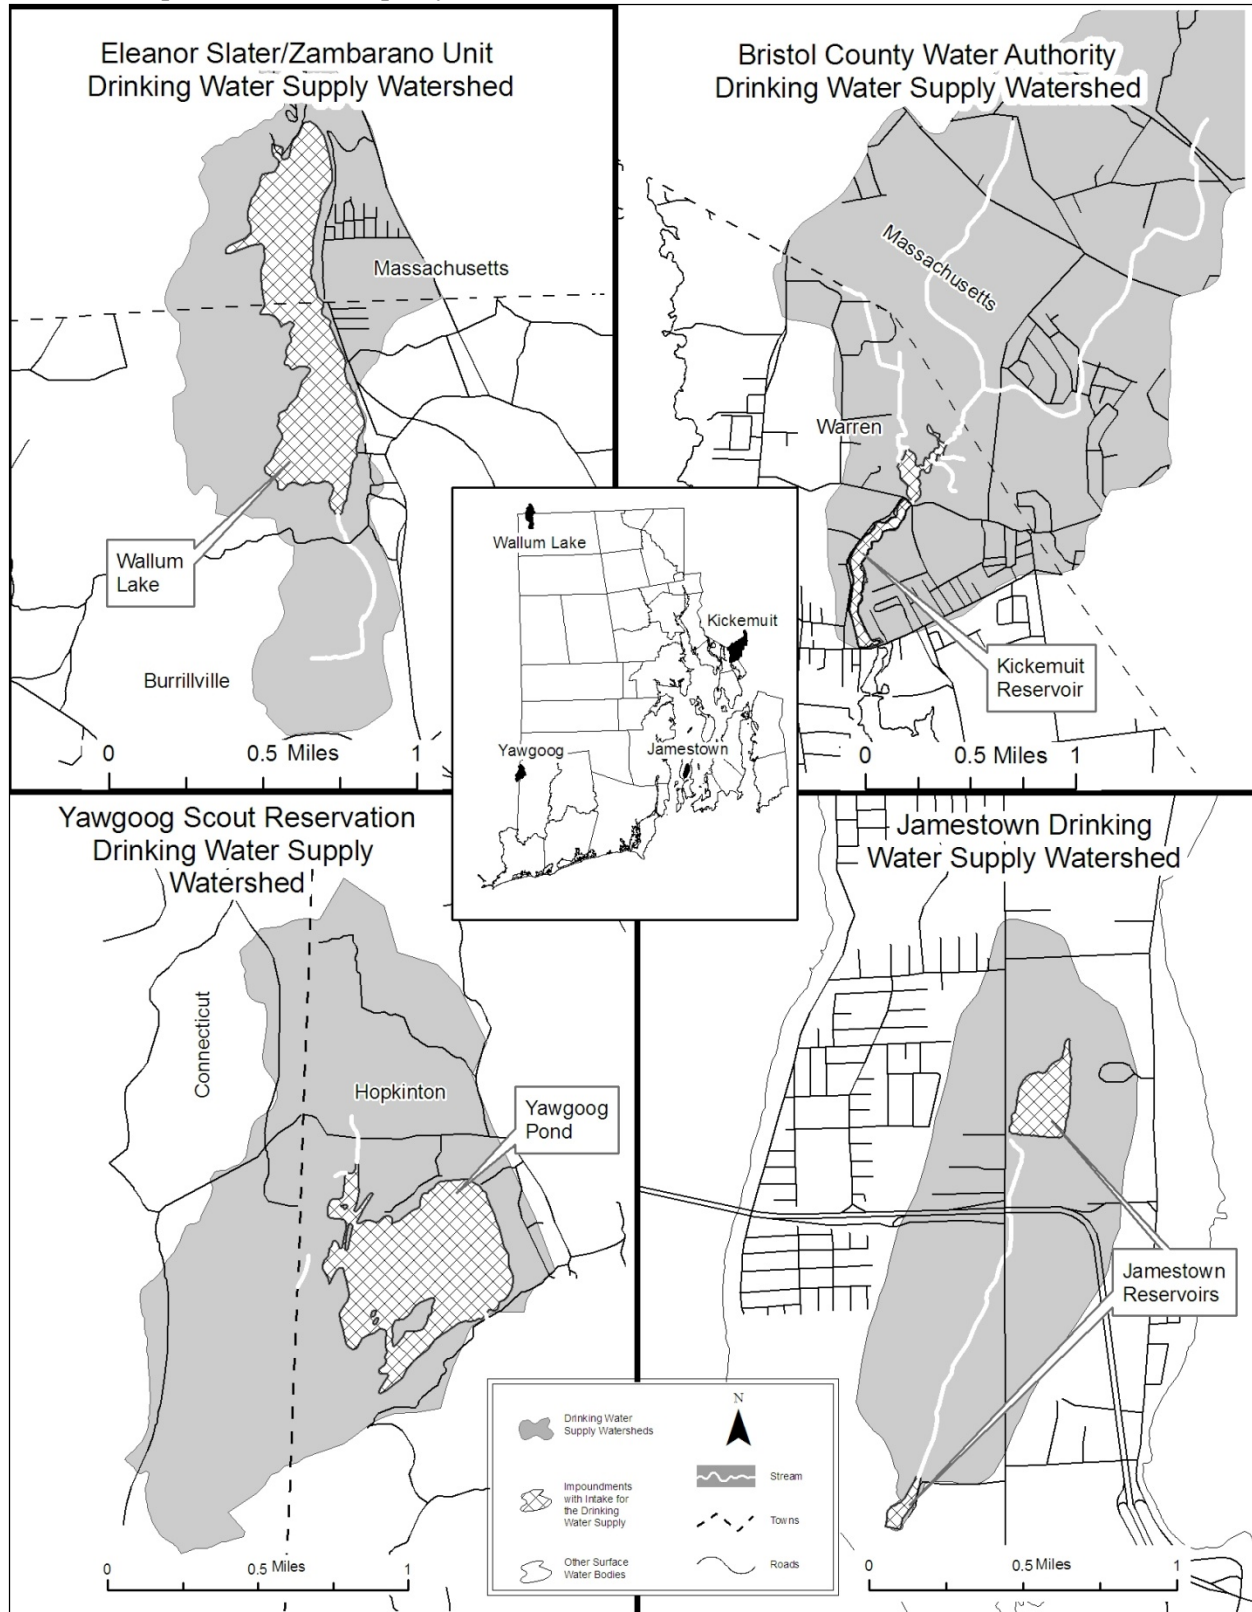 Eleanor Slater/Zambarano Unit
Drinking Water Supply Watershed
Massachusetts
Wallum
Lake
Burrillville
0 0.5 Miles 1
Bristol County Water Authority
Drinking Water Supply Watershed
Massachusetts
Warren
Kickemuit
Reservoir
0 0.5 Miles 1
Wallum Lake
Kickemuit
Yawgoog
Jamestown
Yawgoog Scout Reservation
Drinking Water Supply
Watershed
Connecticut
Hopkinton
Yawgoog
Pond
0 0.5 Miles 1
Jamestown Drinking
Water Supply Watershed
Jamestown
Reservoirs
0 0.5 Miles 1
Drinking Water
Supply Watersheds
Impoundments
with Intake for
the Drinking
Water Supply
Other Surface
Water Bodies
N
Stream
Towns
Roads